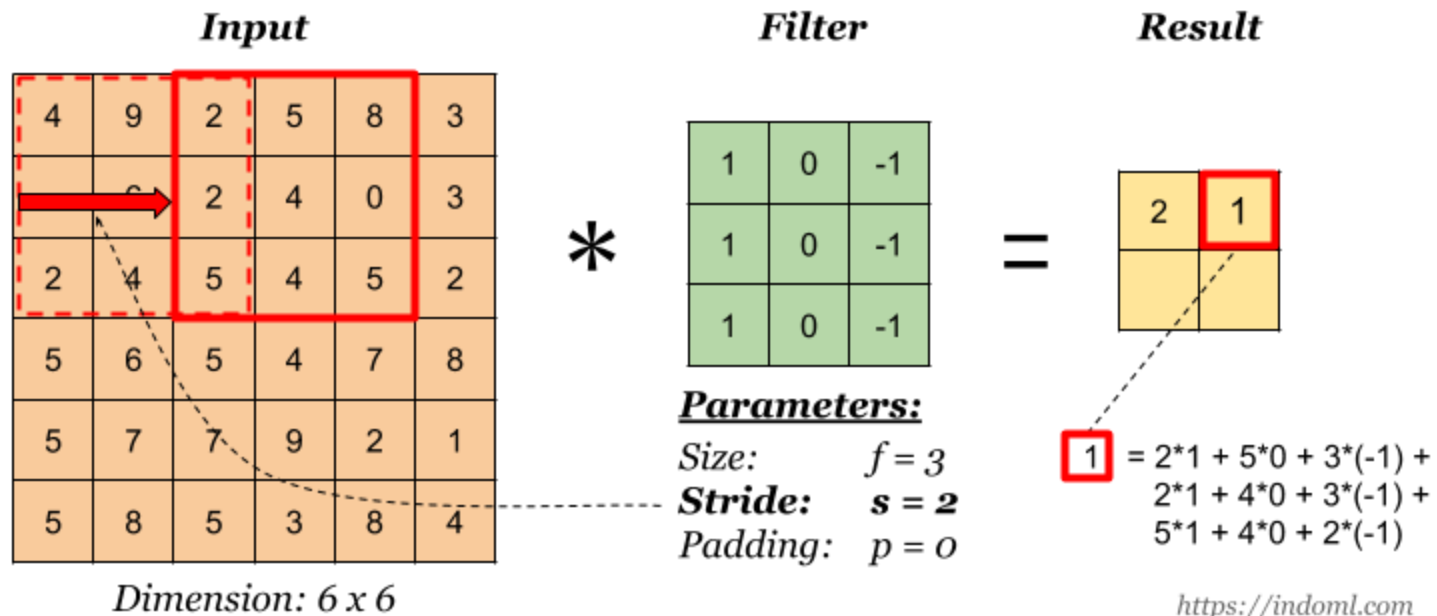 Input Filter Result
4 9 2 5 8 3
2 4 0 3
2 4 5 4 5 2
5 6 5 4 7 8
5 7 7 9 2 1
5 8 5 3 8 4
Dimension: 6 x 6
*
1 0 -1
1 0 -1
1 0 -1
Parameters:
Size: f = 3
Stride: s = 2
Padding: p = 0
=
2 1
1 = 2*1 + 5*0 + 3*(-1) +
2*1 + 4*0 + 3*(-1) +
5*1 + 4*0 + 2*(-1)
https://indoml.com